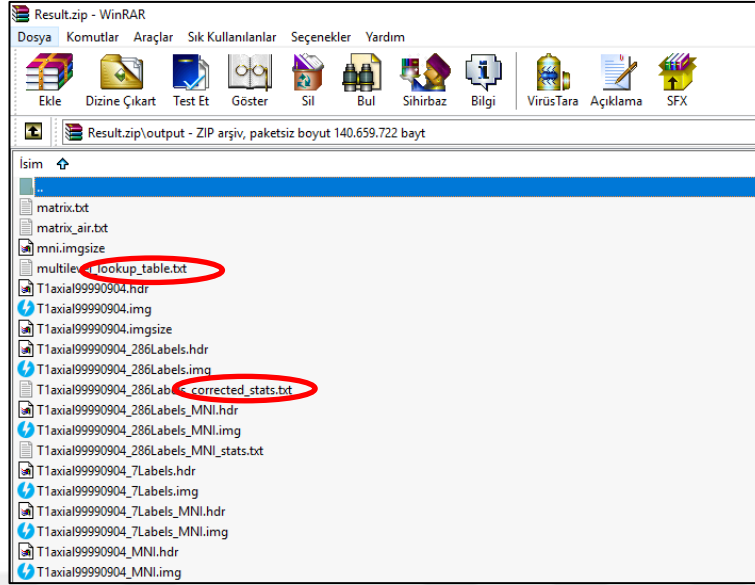 Result.zip - WinRAR
Dosya Komutlar Araçlar Sık Kullanılanlar Seçenekler Yardım
Ekle Dizine Çıkart Test Et Göster Sil Bul Sihirbaz Bilgi VirüsTara Açıklama SFX
Result.zip\output - ZIP arşiv, paketsiz boyut 140.659.722 bayt
İsim
..
matrix.txt
matrix_air.txt
mni.imgsize
multilevel_lookup_table.txt
T1axial99990904.hdr
T1axial99990904.img
T1axial99990904.imgsize
T1axial99990904_286Labels.hdr
T1axial99990904_286Labels.img
T1axial99990904_286Labels_corrected_stats.txt
T1axial99990904_286Labels_MNI.hdr
T1axial99990904_286Labels_MNI.img
T1axial99990904_286Labels_MNI_stats.txt
T1axial99990904_7Labels.hdr
T1axial99990904_7Labels.img
T1axial99990904_7Labels_MNI.hdr
T1axial99990904_7Labels_MNI.img
T1axial99990904_MNI.hdr
T1axial99990904_MNI.img